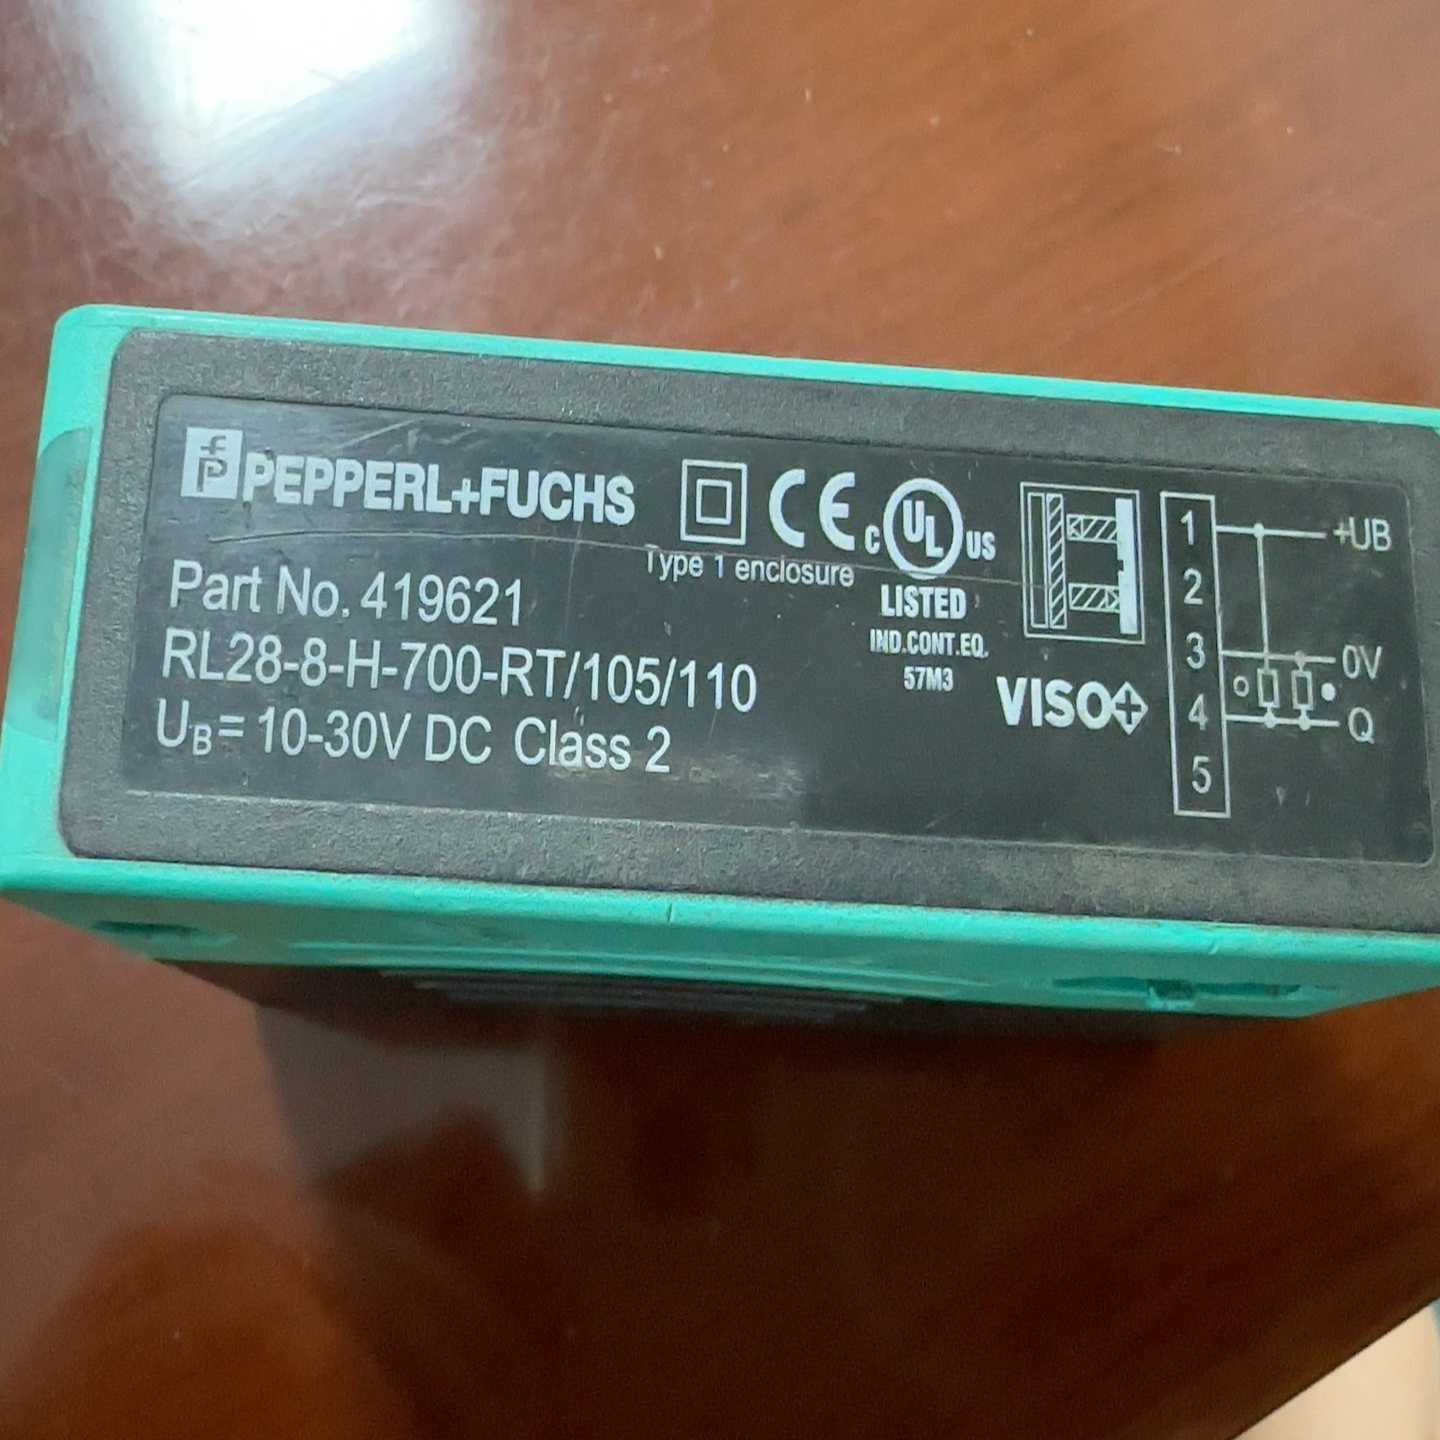 PEPPERL+FUCHS
Part No. 419621
RL28-8-H-700-RT/105/110
UB= 10-30V DC Class 2
CE
Type 1 enclosure
C UL US
LISTED
IND.CONT.EQ.
57M3
VISO
1 +UB
2
3 0V
4 Q
5